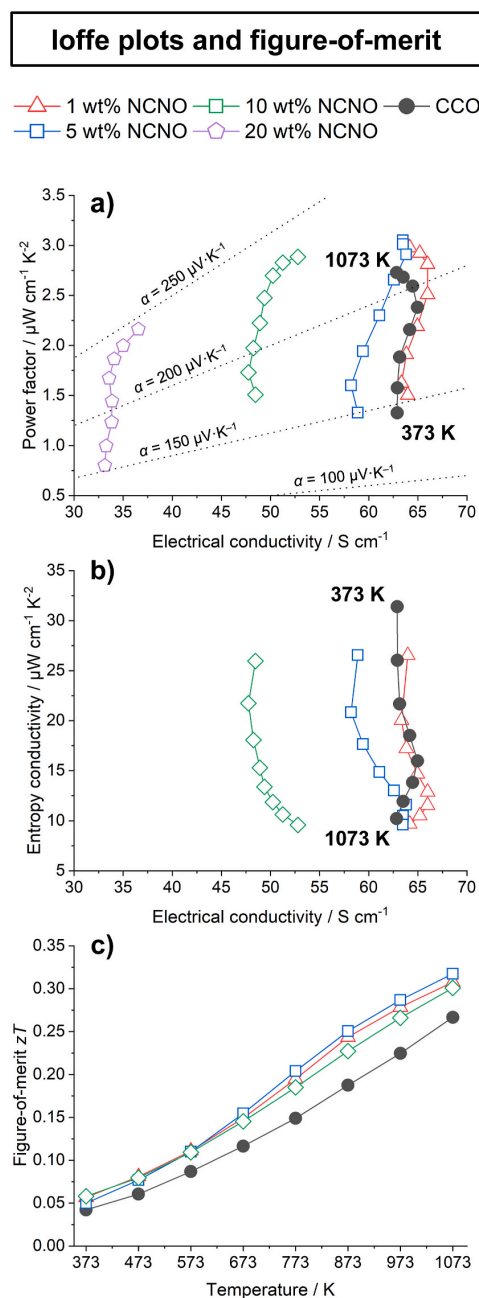 Ioffe plots and figure-of-merit
1 wt% NCNO 10 wt% NCNO CCO
5 wt% NCNO 20 wt% NCNO
a)
Power factor / µW cm⁻¹ K⁻²
3.5
3.0
2.5
2.0
1.5
1.0
0.5
α = 250 µV·K⁻¹
α = 200 µV·K⁻¹
α = 150 µV·K⁻¹
α = 100 µV·K⁻¹
1073 K
373 K
30 35 40 45 50 55 60 65 70
Electrical conductivity / S cm⁻¹
b)
Entropy conductivity / µW cm⁻¹ K⁻²
35
30
25
20
15
10
5
373 K
1073 K
30 35 40 45 50 55 60 65 70
Electrical conductivity / S cm⁻¹
c)
Figure-of-merit zT
0.35
0.30
0.25
0.20
0.15
0.10
0.05
0.00
373 473 573 673 773 873 973 1073
Temperature / K